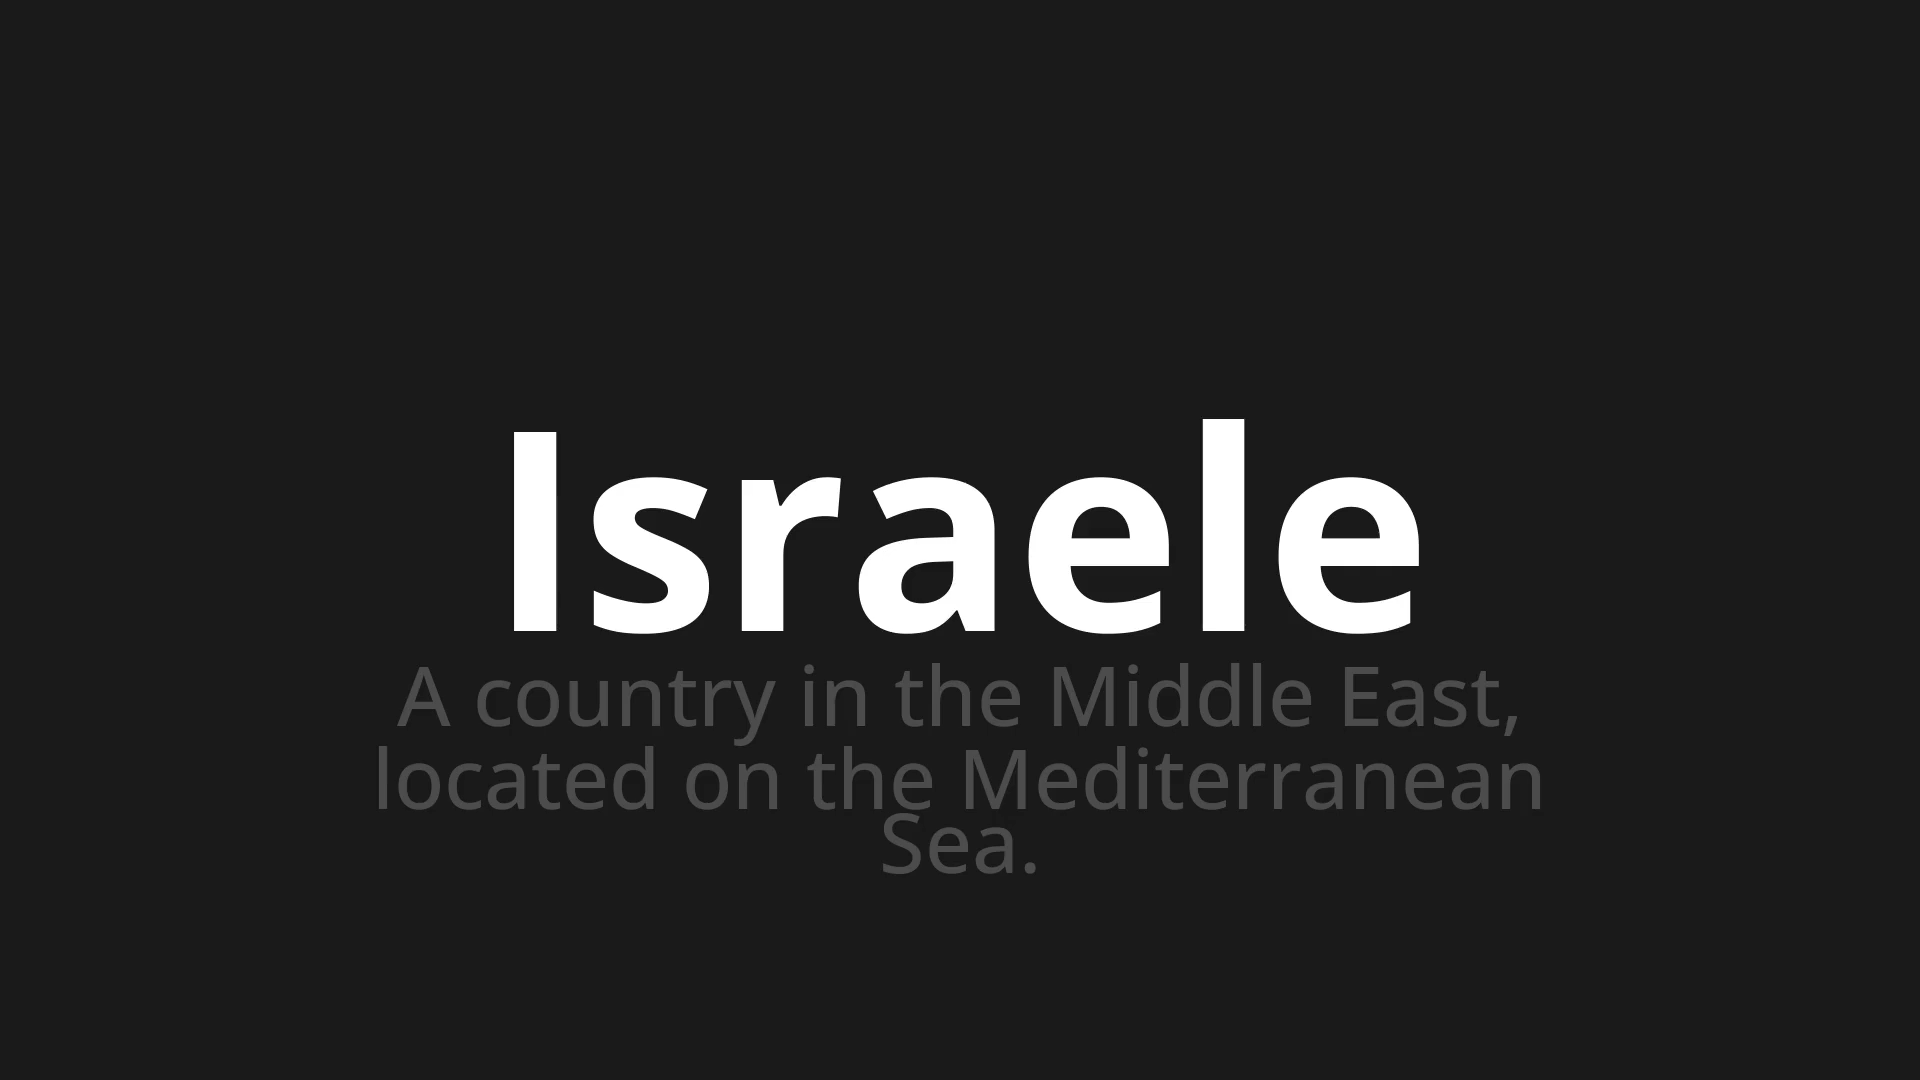 Israele
A country in the Middle East,
located on the Mediterranean
Sea.